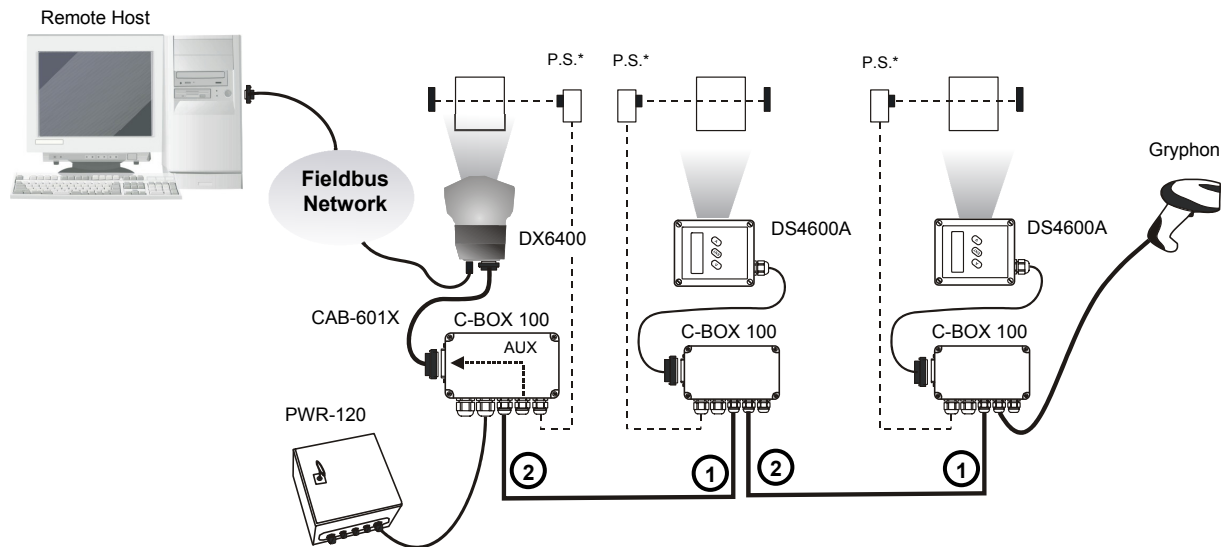 Remote Host
P.S.*
P.S.*
P.S.*
Gryphon
Fieldbus
Network
DX6400
DS4600A
DS4600A
CAB-601X
C-BOX 100
C-BOX 100
C-BOX 100
AUX
PWR-120
2
1
2
1